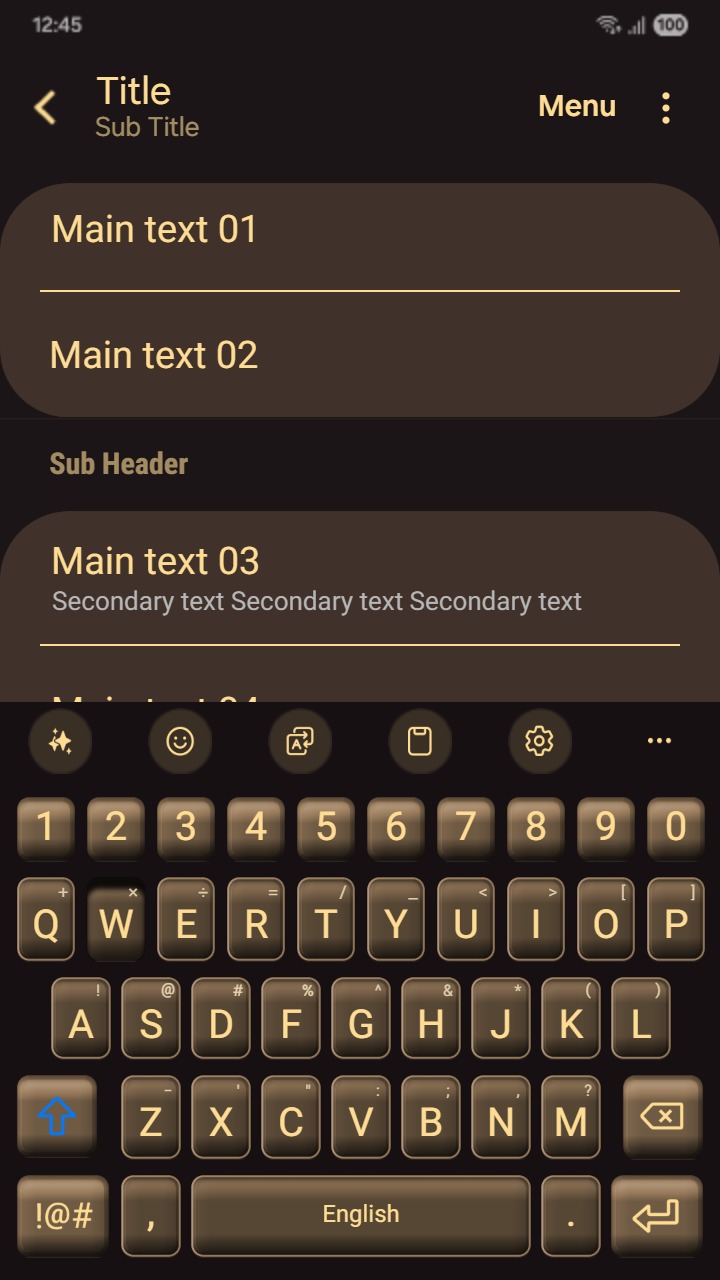 12:45
100
Title
Menu
Sub Title
Main text 01
Main text 02
Sub Header
Main text 03
Secondary text Secondary text Secondary text
1 2 3 4 5 6 7 8 9 0
+ × ÷ = / _ < > [ ]
Q W E R T Y U I O P
! @ # % ^ & * ( )
A S D F G H J K L
- ' " : ; , ?
Z X C V B N M
!@# , English .